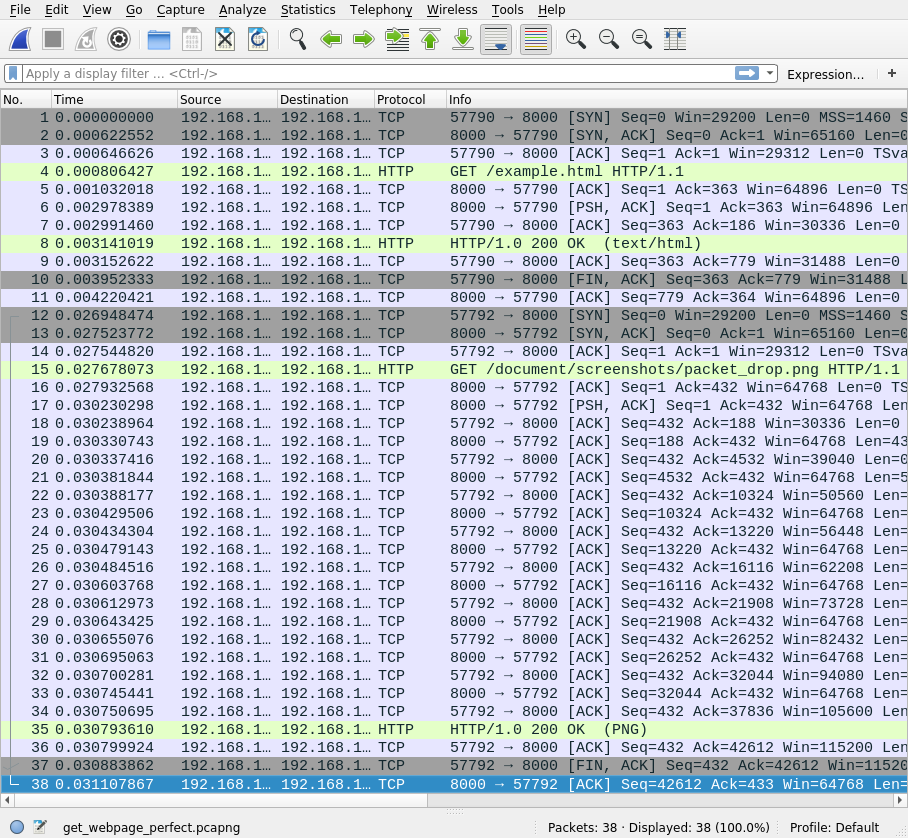 File Edit View Go Capture Analyze Statistics Telephony Wireless Tools Help
Apply a display filter ... <Ctrl-/> Expression... +
No. Time Source Destination Protocol Info
1 0.000000000 192.168.1... 192.168.1... TCP 57790 → 8000 [SYN] Seq=0 Win=29200 Len=0 MSS=1460 S
2 0.000622552 192.168.1... 192.168.1... TCP 8000 → 57790 [SYN, ACK] Seq=0 Ack=1 Win=65160 Len=0
3 0.000646626 192.168.1... 192.168.1... TCP 57790 → 8000 [ACK] Seq=1 Ack=1 Win=29312 Len=0 TSva
4 0.000806427 192.168.1... 192.168.1... HTTP GET /example.html HTTP/1.1
5 0.001032018 192.168.1... 192.168.1... TCP 8000 → 57790 [ACK] Seq=1 Ack=363 Win=64896 Len=0 TS
6 0.002978389 192.168.1... 192.168.1... TCP 8000 → 57790 [PSH, ACK] Seq=1 Ack=363 Win=64896 Len
7 0.002991460 192.168.1... 192.168.1... TCP 57790 → 8000 [ACK] Seq=363 Ack=186 Win=30336 Len=0
8 0.003141019 192.168.1... 192.168.1... HTTP HTTP/1.0 200 OK (text/html)
9 0.003152622 192.168.1... 192.168.1... TCP 57790 → 8000 [ACK] Seq=363 Ack=779 Win=31488 Len=0
10 0.003952333 192.168.1... 192.168.1... TCP 57790 → 8000 [FIN, ACK] Seq=363 Ack=779 Win=31488 L
11 0.004220421 192.168.1... 192.168.1... TCP 8000 → 57790 [ACK] Seq=779 Ack=364 Win=64896 Len=0
12 0.026948474 192.168.1... 192.168.1... TCP 57792 → 8000 [SYN] Seq=0 Win=29200 Len=0 MSS=1460 S
13 0.027523772 192.168.1... 192.168.1... TCP 8000 → 57792 [SYN, ACK] Seq=0 Ack=1 Win=65160 Len=0
14 0.027544820 192.168.1... 192.168.1... TCP 57792 → 8000 [ACK] Seq=1 Ack=1 Win=29312 Len=0 TSva
15 0.027678073 192.168.1... 192.168.1... HTTP GET /document/screenshots/packet_drop.png HTTP/1.1
16 0.027932568 192.168.1... 192.168.1... TCP 8000 → 57792 [ACK] Seq=1 Ack=432 Win=64768 Len=0 TS
17 0.030230298 192.168.1... 192.168.1... TCP 8000 → 57792 [PSH, ACK] Seq=1 Ack=432 Win=64768 Len
18 0.030238964 192.168.1... 192.168.1... TCP 57792 → 8000 [ACK] Seq=432 Ack=188 Win=30336 Len=0
19 0.030330743 192.168.1... 192.168.1... TCP 8000 → 57792 [ACK] Seq=188 Ack=432 Win=64768 Len=43
20 0.030337416 192.168.1... 192.168.1... TCP 57792 → 8000 [ACK] Seq=432 Ack=4532 Win=39040 Len=0
21 0.030381844 192.168.1... 192.168.1... TCP 8000 → 57792 [ACK] Seq=4532 Ack=432 Win=64768 Len=5
22 0.030388177 192.168.1... 192.168.1... TCP 57792 → 8000 [ACK] Seq=432 Ack=10324 Win=50560 Len=
23 0.030429506 192.168.1... 192.168.1... TCP 8000 → 57792 [ACK] Seq=10324 Ack=432 Win=64768 Len=
24 0.030434304 192.168.1... 192.168.1... TCP 57792 → 8000 [ACK] Seq=432 Ack=13220 Win=56448 Len=
25 0.030479143 192.168.1... 192.168.1... TCP 8000 → 57792 [ACK] Seq=13220 Ack=432 Win=64768 Len=
26 0.030484516 192.168.1... 192.168.1... TCP 57792 → 8000 [ACK] Seq=432 Ack=16116 Win=62208 Len=
27 0.030603768 192.168.1... 192.168.1... TCP 8000 → 57792 [ACK] Seq=16116 Ack=432 Win=64768 Len=
28 0.030612973 192.168.1... 192.168.1... TCP 57792 → 8000 [ACK] Seq=432 Ack=21908 Win=73728 Len=
29 0.030643425 192.168.1... 192.168.1... TCP 8000 → 57792 [ACK] Seq=21908 Ack=432 Win=64768 Len=
30 0.030655076 192.168.1... 192.168.1... TCP 57792 → 8000 [ACK] Seq=432 Ack=26252 Win=82432 Len=
31 0.030695063 192.168.1... 192.168.1... TCP 8000 → 57792 [ACK] Seq=26252 Ack=432 Win=64768 Len=
32 0.030700281 192.168.1... 192.168.1... TCP 57792 → 8000 [ACK] Seq=432 Ack=32044 Win=94080 Len=
33 0.030745441 192.168.1... 192.168.1... TCP 8000 → 57792 [ACK] Seq=32044 Ack=432 Win=64768 Len=
34 0.030750695 192.168.1... 192.168.1... TCP 57792 → 8000 [ACK] Seq=432 Ack=37836 Win=105600 Len=
35 0.030793610 192.168.1... 192.168.1... HTTP HTTP/1.0 200 OK (PNG)
36 0.030799924 192.168.1... 192.168.1... TCP 57792 → 8000 [ACK] Seq=432 Ack=42612 Win=115200 Len
37 0.030883862 192.168.1... 192.168.1... TCP 57792 → 8000 [FIN, ACK] Seq=432 Ack=42612 Win=11520
38 0.031107867 192.168.1... 192.168.1... TCP 8000 → 57792 [ACK] Seq=42612 Ack=433 Win=64768 Len=
get_webpage_perfect.pcapng Packets: 38 · Displayed: 38 (100.0%) Profile: Default